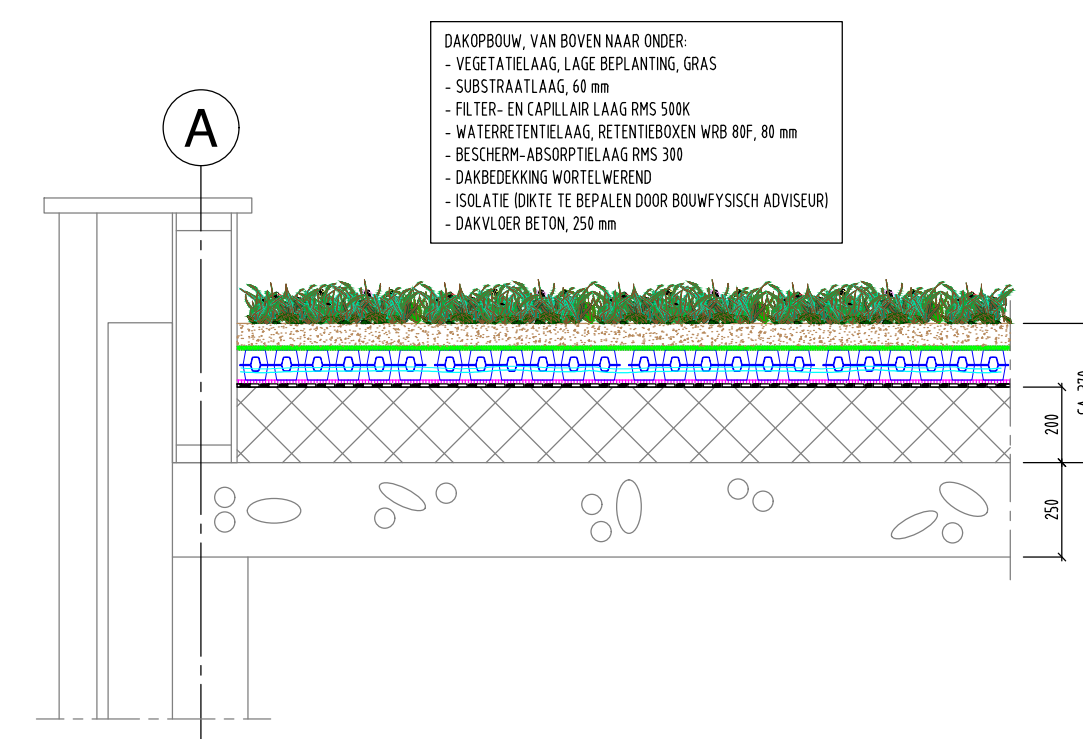 DAKOPBOUW, VAN BOVEN NAAR ONDER:
- VEGETATIELAAG, LAGE BEPLANTING, GRAS
- SUBSTRAATLAAG, 60 mm
- FILTER- EN CAPILLAIR LAAG RMS 500K
- WATERRETENTIELAAG, RETENTIEBOXEN WRB 80F, 80 mm
- BESCHERM-ABSORPTIELAAG RMS 300
- DAKBEDEKKING WORTELWEREND
- ISOLATIE (DIKTE TE BEPALEN DOOR BOUWFYSISCH ADVISEUR)
- DAKVLOER BETON, 250 mm
A
200
250